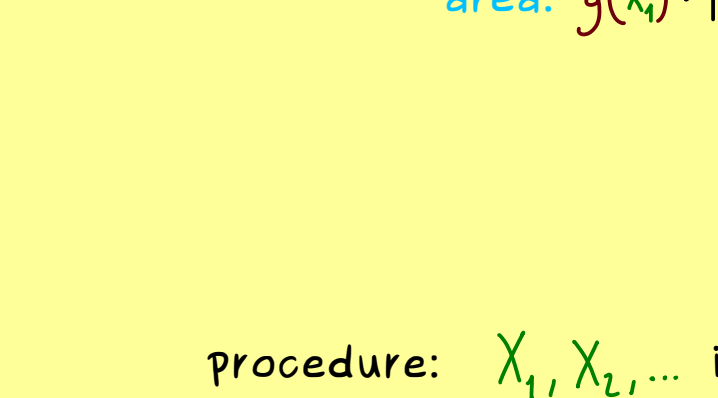 area: g(x₁) ·
procedure: X₁, X₂, ...